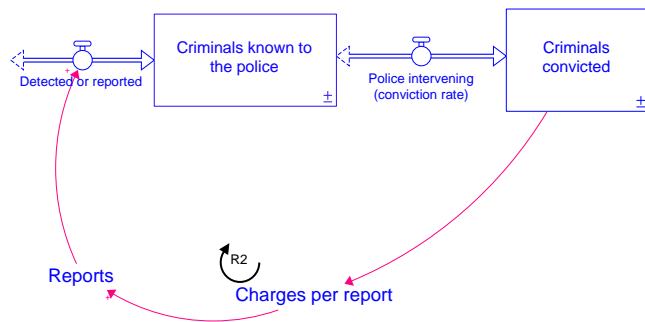 Criminals known to
the police
Criminals
convicted
+
Detected or reported
Police intervening
(conviction rate)
±
±
R2
Reports
+
Charges per report